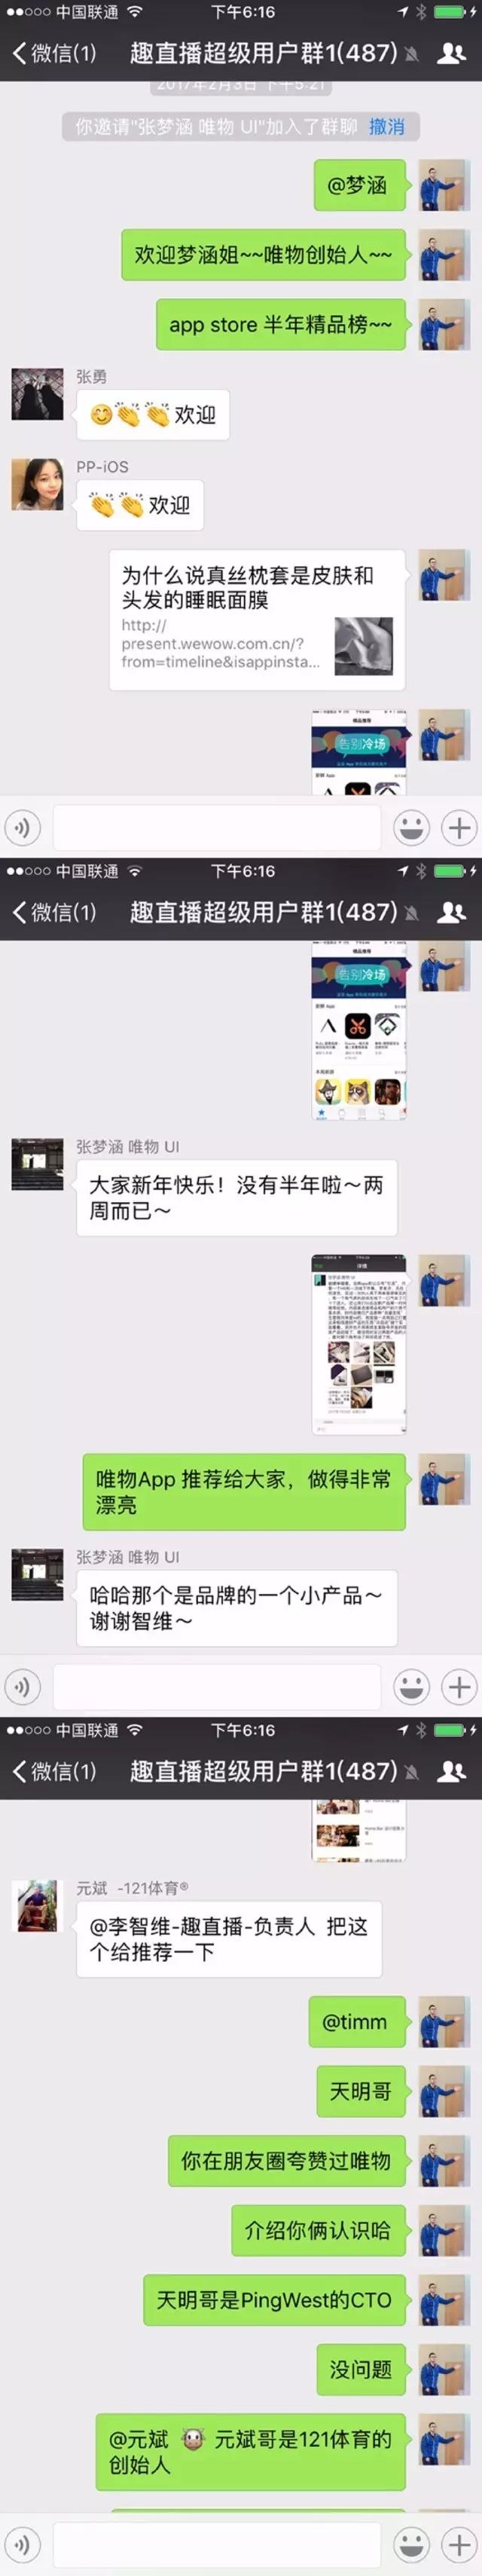 中国联通 下午6:16
微信(1) 趣直播超级用户群1(487)
2017年2月3日 下午5:21
你邀请"张梦涵 唯物 UI"加入了群聊 撤消
@梦涵
欢迎梦涵姐~~唯物创始人~~
app store 半年精品榜~~
张勇
欢迎
PP-iOS
欢迎
为什么说真丝枕套是皮肤和
头发的睡眠面膜
http://
present.wewow.com.cn/?
from=timeline&isappinsta...
精品推荐
告别冷场
中国联通 下午6:16
微信(1) 趣直播超级用户群1(487)
精品推荐
告别冷场
张梦涵 唯物 UI
大家新年快乐！没有半年啦～两
周而已～
详情
唯物App 推荐给大家，做得非常
漂亮
张梦涵 唯物 UI
哈哈那个是品牌的一个小产品～
谢谢智维～
中国联通 下午6:16
微信(1) 趣直播超级用户群1(487)
元斌 -121体育®
@李智维-趣直播-负责人 把这
个给推荐一下
@timm
天明哥
你在朋友圈夸赞过唯物
介绍你俩认识哈
天明哥是PingWest的CTO
没问题
@元斌 元斌哥是121体育的
创始人